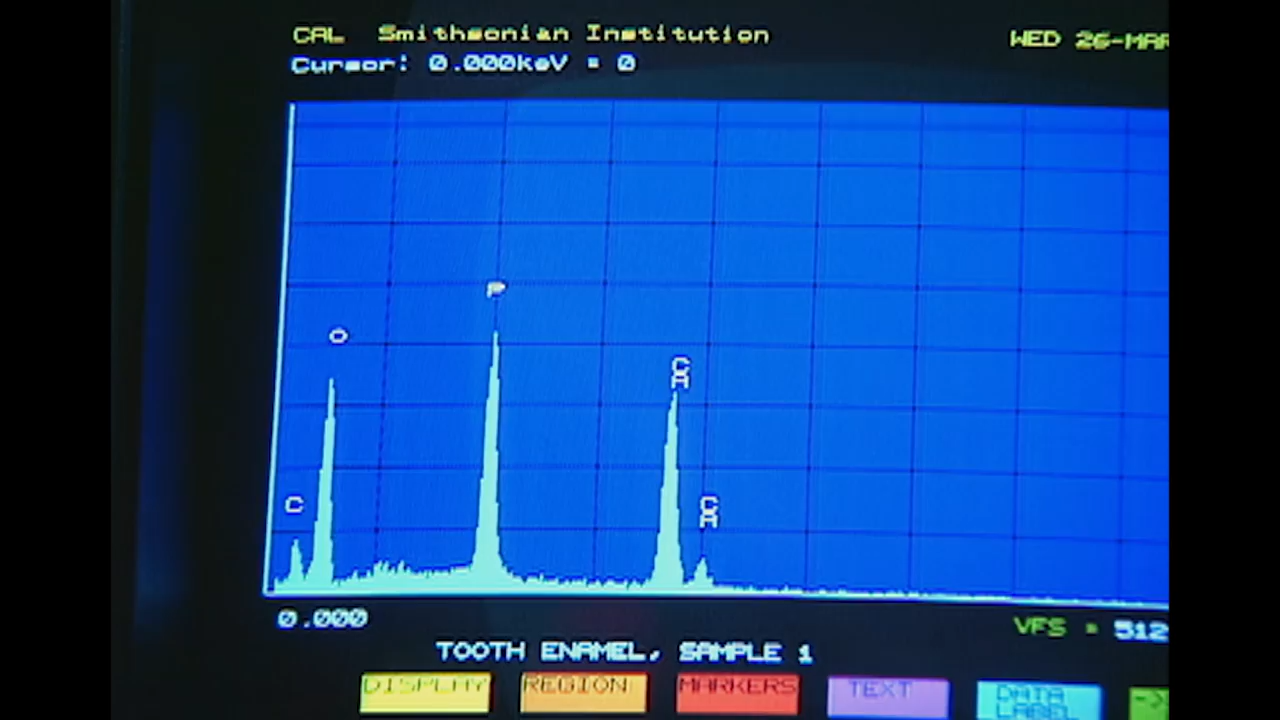 CAL Smithsonian Institution WED 26-MAR
Cursor: 0.000keV = 0
P
O
CA
C
CA
0.000 VFS = 512
TOOTH ENAMEL, SAMPLE 1
DISPLAY REGION MARKERS TEXT DATA LABEL ->